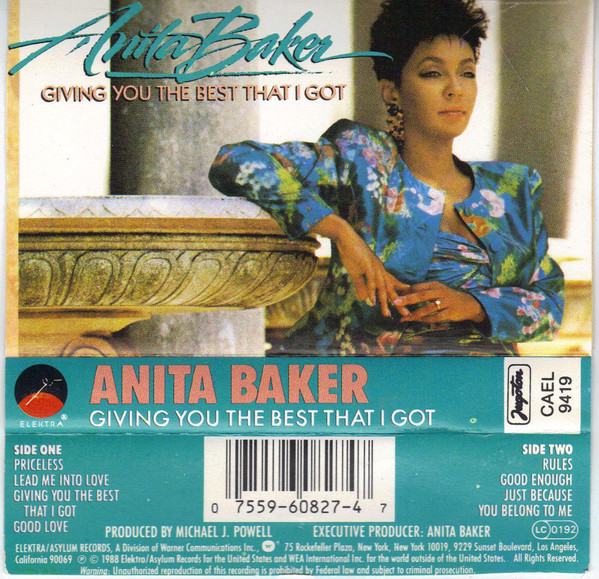 Anita Baker
GIVING YOU THE BEST THAT I GOT
ELEKTRA®
ANITA BAKER
GIVING YOU THE BEST THAT I GOT
Jugoton
CAEL
9419
SIDE ONE
PRICELESS
LEAD ME INTO LOVE
GIVING YOU THE BEST
THAT I GOT
GOOD LOVE
0 7559-60827-4 7
SIDE TWO
RULES
GOOD ENOUGH
JUST BECAUSE
YOU BELONG TO ME
PRODUCED BY MICHAEL J. POWELL EXECUTIVE PRODUCER: ANITA BAKER
LC 0192
ELEKTRA/ASYLUM RECORDS, A Division of Warner Communications Inc., 75 Rockefeller Plaza, New York, New York 10019, 9229 Sunset Boulevard, Los Angeles,
California 90069 Ⓟ © 1988 Elektra/Asylum Records for the United States and WEA International Inc. for the world outside of the United States. All Rights Reserved.
Warning: Unauthorized reproduction of this recording is prohibited by Federal law and subject to criminal prosecution.